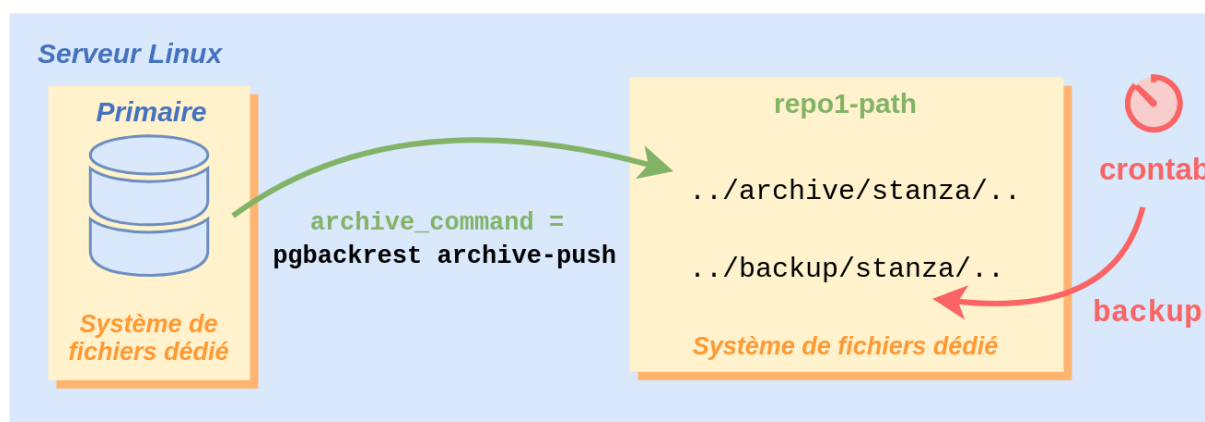 Serveur Linux
Primaire
Système de
fichiers dédié
archive_command =
pgbackrest archive-push
repo1-path
../archive/stanza/..
../backup/stanza/..
Système de fichiers dédié
crontab
backup